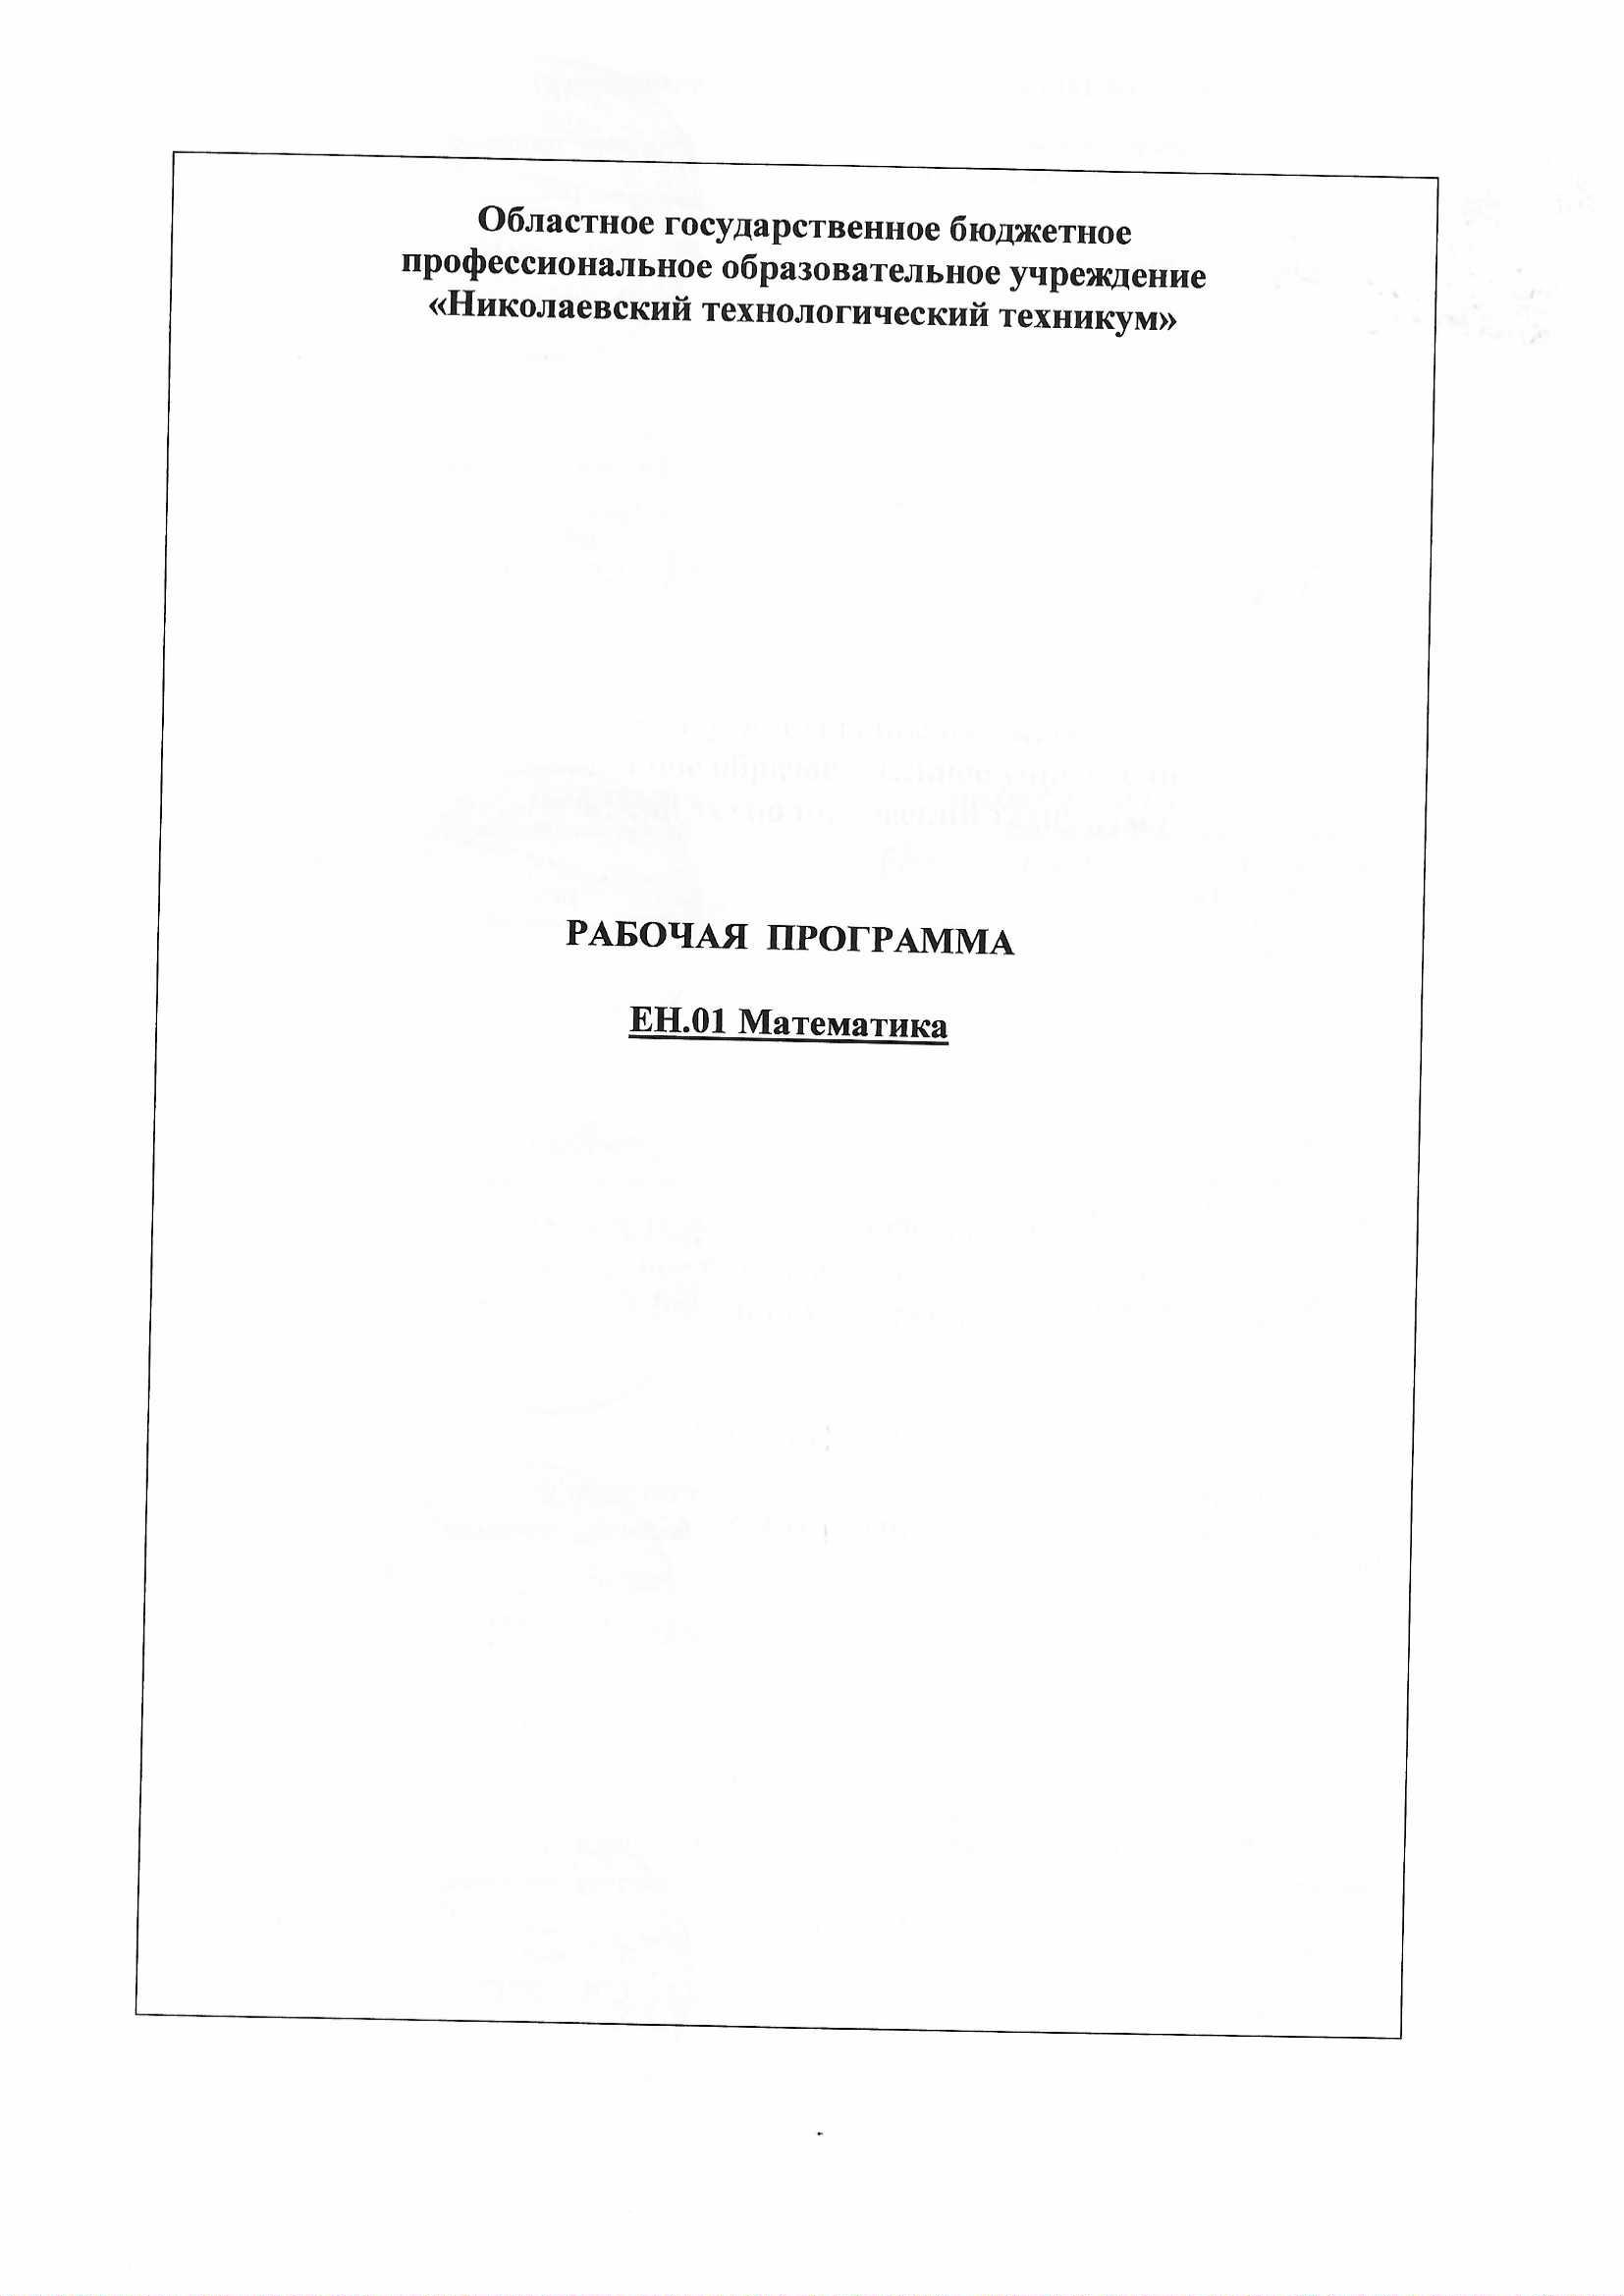 Областное государственное бюджетное
профессиональное образовательное учреждение
«Николаевский технологический техникум»
РАБОЧАЯ ПРОГРАММА
ЕН.01 Математика